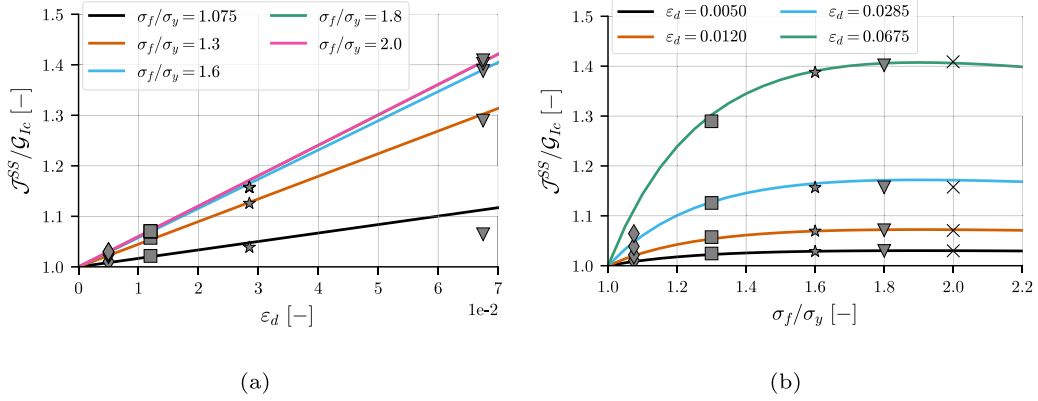 σ_f/σ_y = 1.075
σ_f/σ_y = 1.3
σ_f/σ_y = 1.6
σ_f/σ_y = 1.8
σ_f/σ_y = 2.0
1.5
1.4
1.3
1.2
1.1
1.0
𝒥^{SS}/𝒢_{Ic} [−]
0 1 2 3 4 5 6 7
1e-2
ε_d [−]
(a)
ε_d = 0.0050
ε_d = 0.0120
ε_d = 0.0285
ε_d = 0.0675
1.5
1.4
1.3
1.2
1.1
1.0
𝒥^{SS}/𝒢_{Ic} [−]
1.0 1.2 1.4 1.6 1.8 2.0 2.2
σ_f/σ_y [−]
(b)